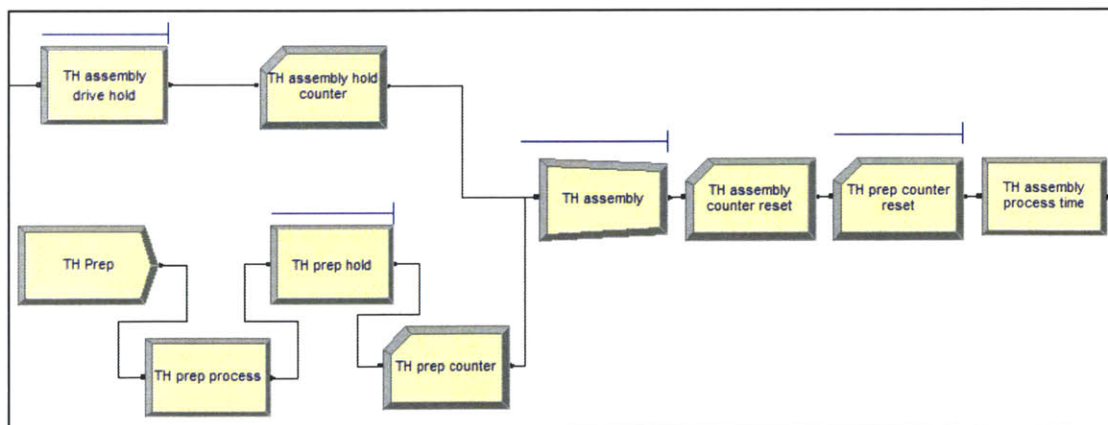 TH assembly
drive hold
TH assembly hold
counter
TH assembly
TH assembly
counter reset
TH prep counter
reset
TH assembly
process time
TH Prep
TH prep hold
TH prep process
TH prep counter